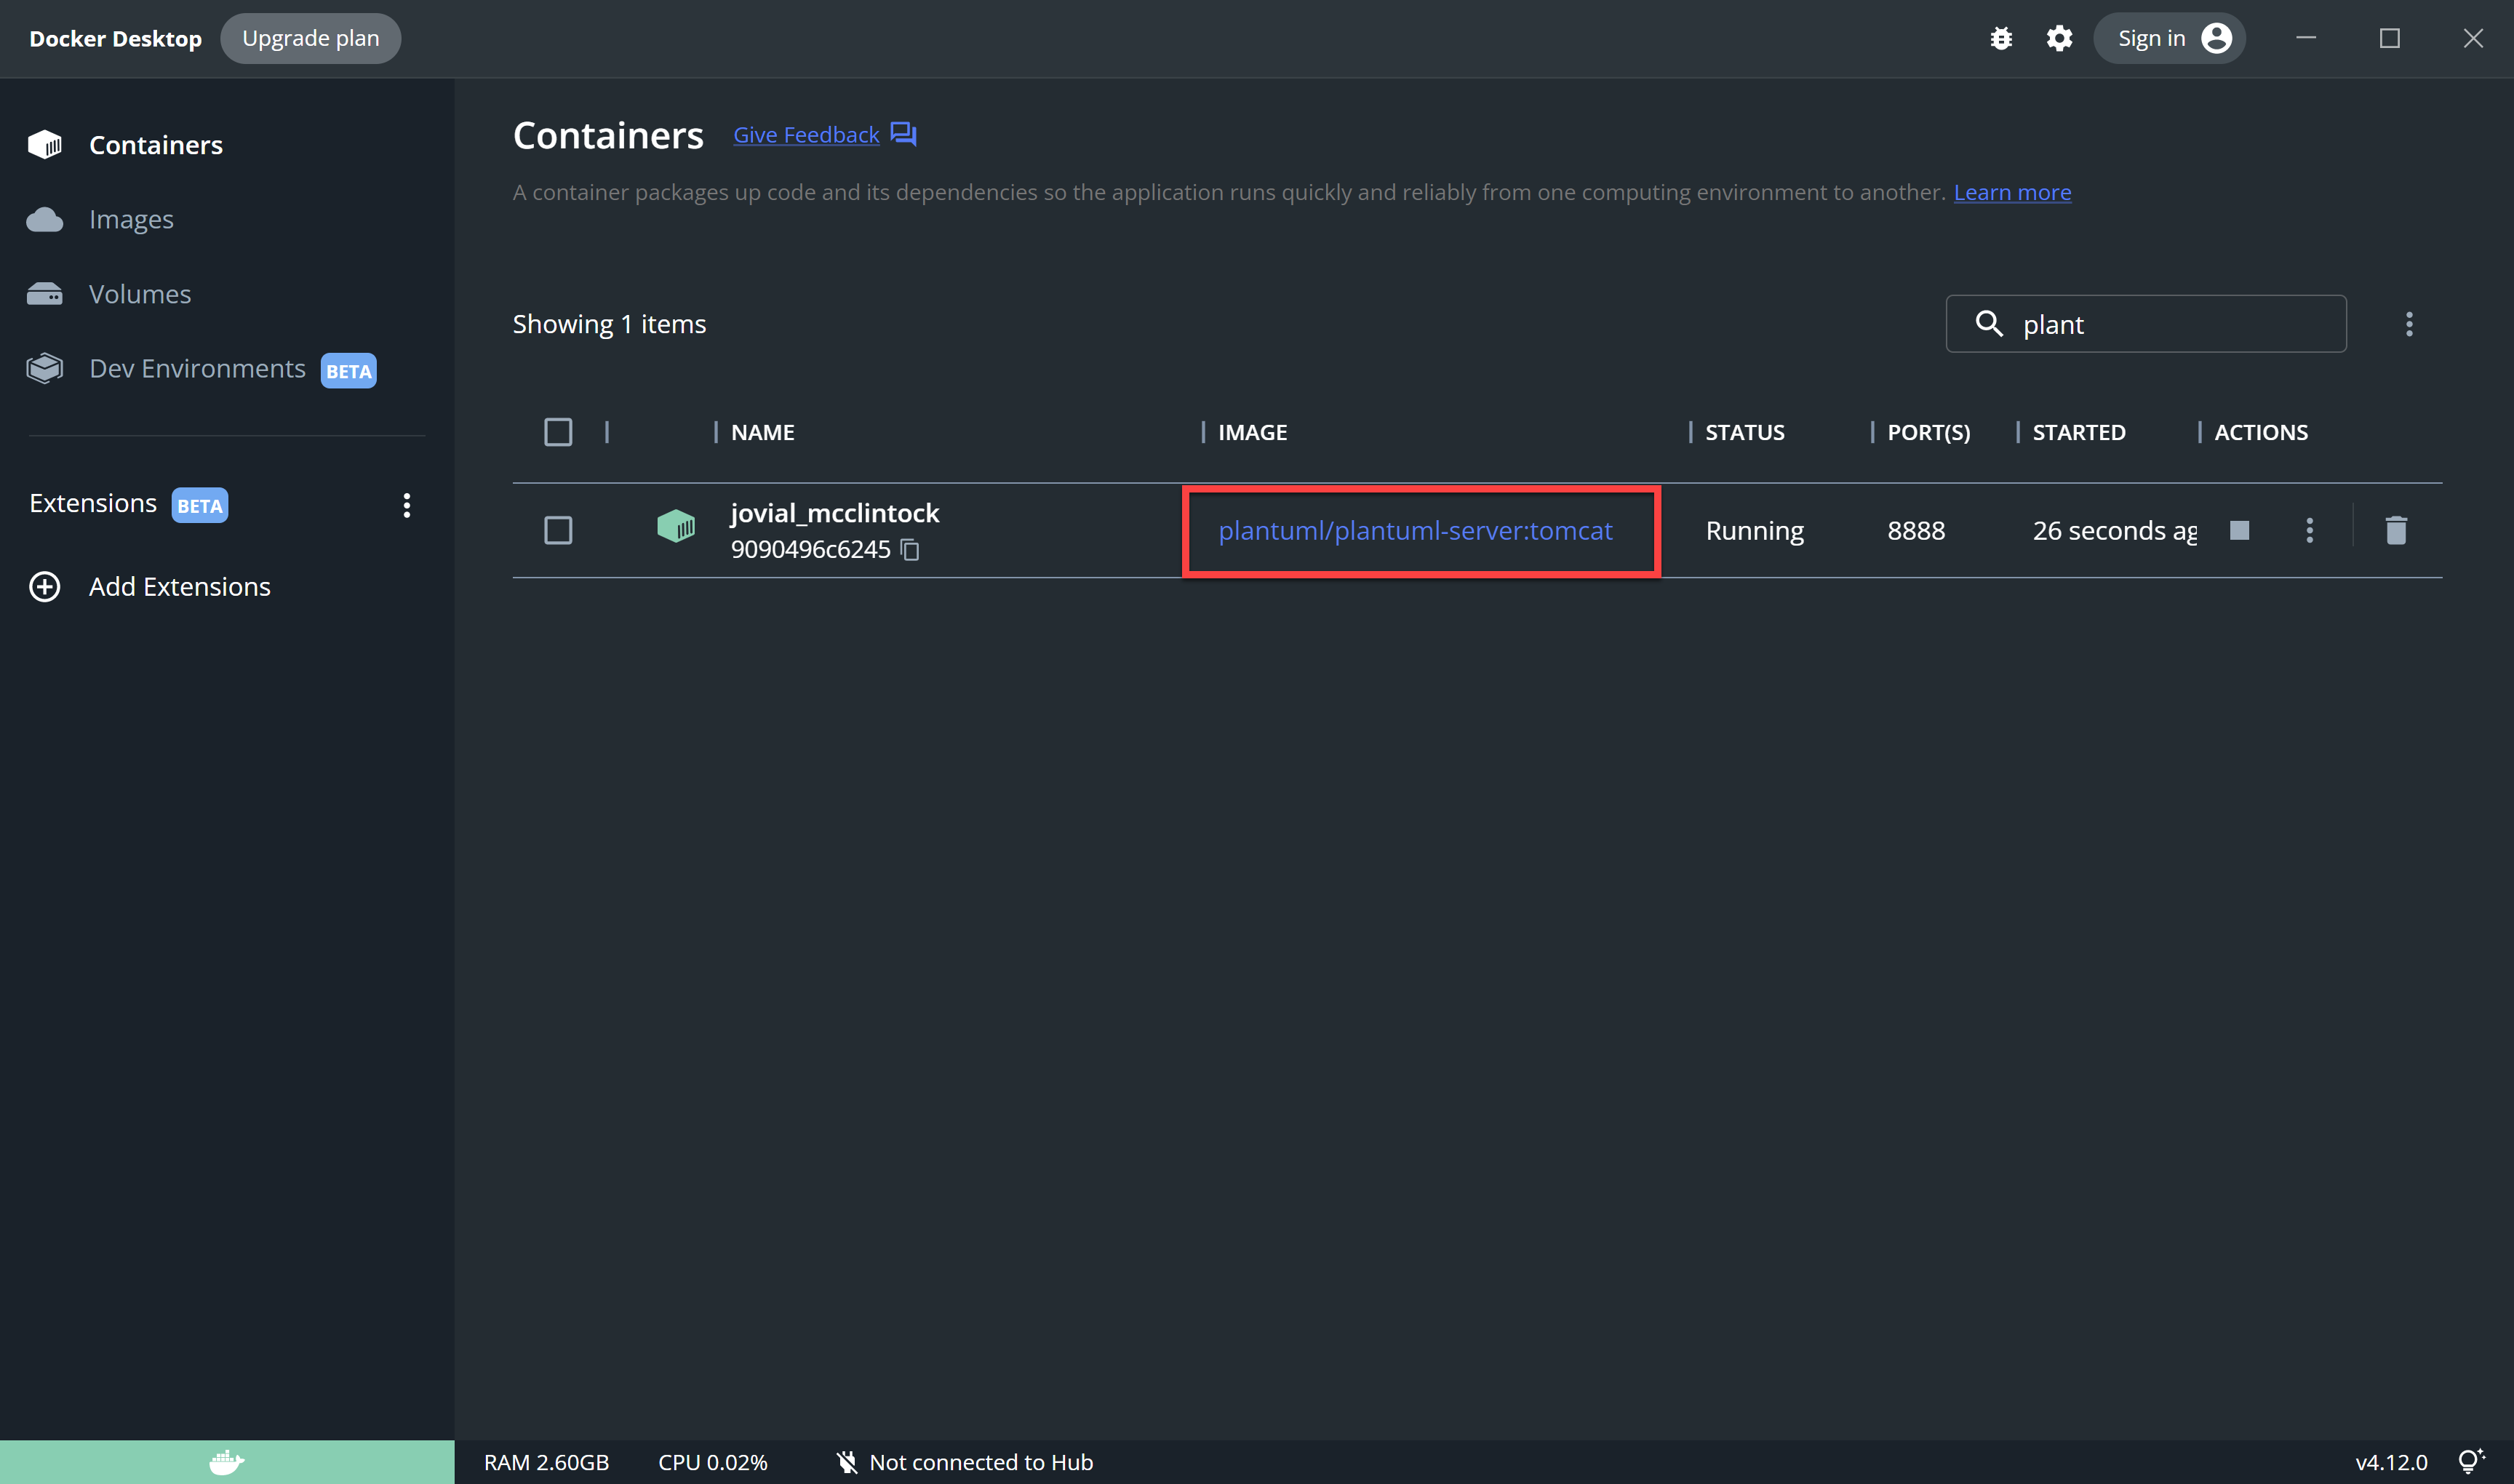 Docker Desktop Upgrade plan Sign in
Containers
Images
Volumes
Dev Environments BETA
Extensions BETA
Add Extensions
Containers Give Feedback
A container packages up code and its dependencies so the application runs quickly and reliably from one computing environment to another. Learn more
Showing 1 items plant
NAME IMAGE STATUS PORT(S) STARTED ACTIONS
jovial_mcclintock
9090496c6245 plantuml/plantuml-server:tomcat Running 8888 26 seconds ag
RAM 2.60GB CPU 0.02% Not connected to Hub v4.12.0